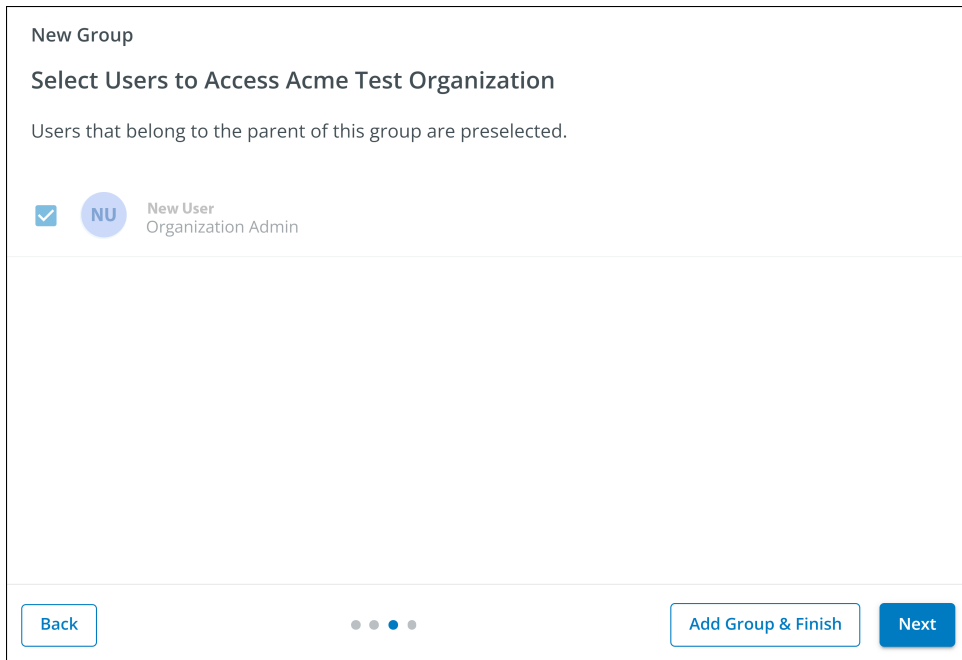 New Group
Select Users to Access Acme Test Organization
Users that belong to the parent of this group are preselected.
NU
New User
Organization Admin
Back
Add Group & Finish
Next